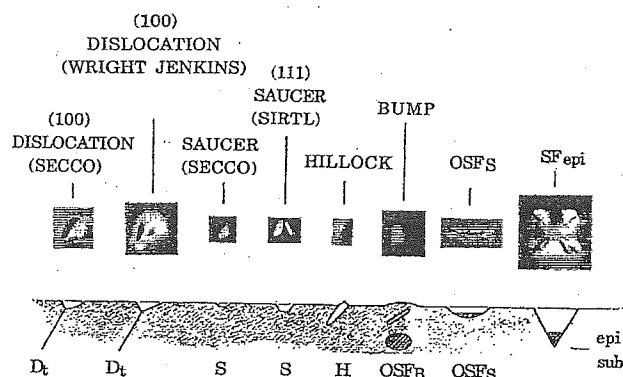 (100)
DISLOCATION
(WRIGHT JENKINS)
(111)
SAUCER
(SIRTL)
BUMP
(100)
DISLOCATION
(SECCO)
SAUCER
(SECCO)
HILLOCK
OSFS
SFepi
epi
sub
Dt
Dt
S
S
H
OSFB
OSFS